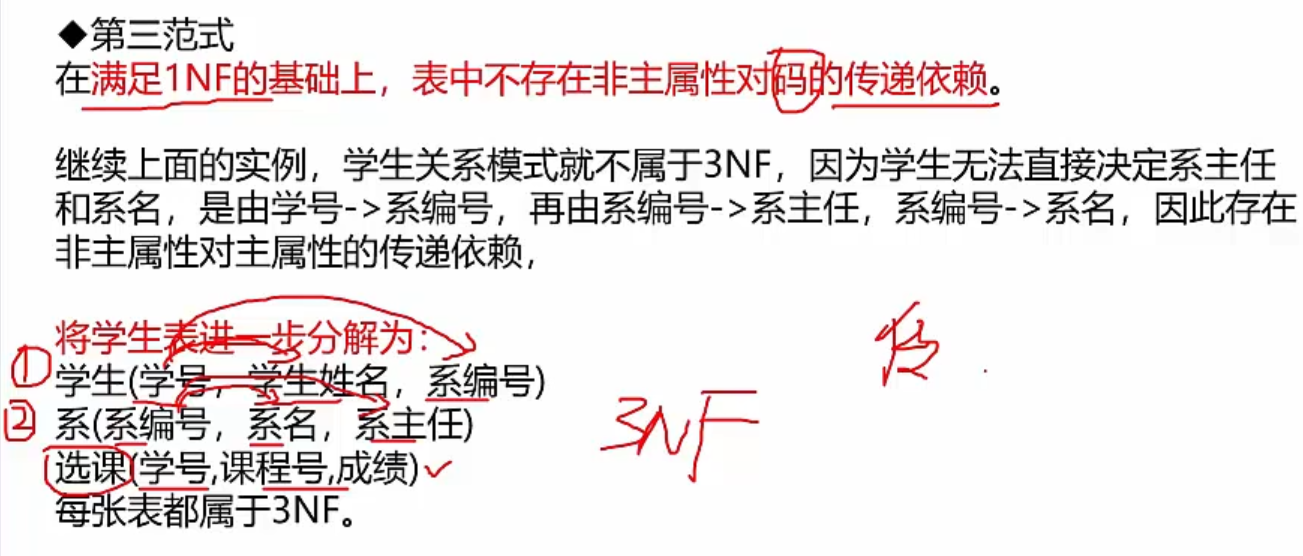 ◆第三范式
在满足1NF的基础上，表中不存在非主属性对码的传递依赖。
继续上面的实例，学生关系模式就不属于3NF，因为学生无法直接决定系主任
和系名，是由学号->系编号，再由系编号->系主任，系编号->系名，因此存在
非主属性对主属性的传递依赖，
将学生表进一步分解为：
①学生(学号，学生姓名，系编号)
②系(系编号，系名，系主任)
选课(学号,课程号,成绩)✓
每张表都属于3NF。
3NF